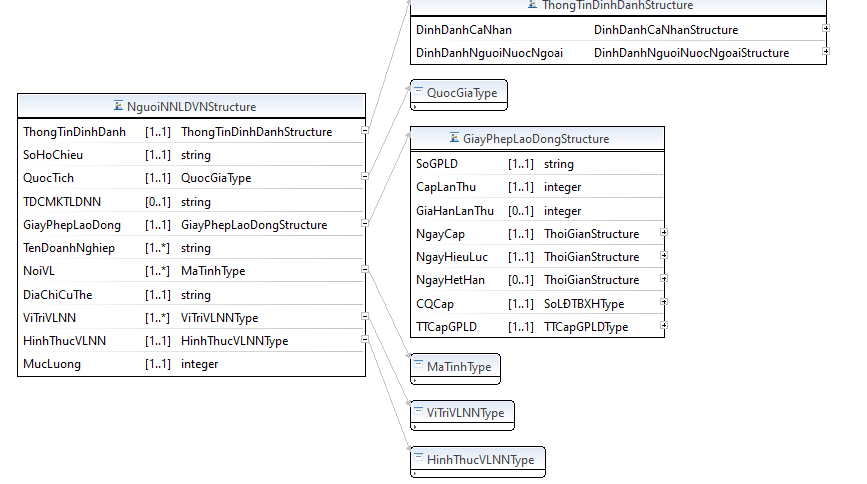 ThongTinDinhDanhStructure
DinhDanhCaNhan DinhDanhCaNhanStructure
DinhDanhNguoiNuocNgoai DinhDanhNguoiNuocNgoaiStructure
QuocGiaType
NguoiNNLDVNStructure
ThongTinDinhDanh [1..1] ThongTinDinhDanhStructure
SoHoChieu [1..1] string
QuocTich [1..1] QuocGiaType
TDCMKTLDNN [0..1] string
GiayPhepLaoDong [1..1] GiayPhepLaoDongStructure
TenDoanhNghiep [1..*] string
NoiVL [1..*] MaTinhType
DiaChiCuThe [1..1] string
ViTriVLNN [1..*] ViTriVLNNType
HinhThucVLNN [1..1] HinhThucVLNNType
MucLuong [1..1] integer
GiayPhepLaoDongStructure
SoGPLD [1..1] string
CapLanThu [1..1] integer
GiaHanLanThu [0..1] integer
NgayCap [1..1] ThoiGianStructure
NgayHieuLuc [1..1] ThoiGianStructure
NgayHetHan [0..1] ThoiGianStructure
CQCap [1..1] SoLĐTBXHType
TTCapGPLD [1..1] TTCapGPLDType
MaTinhType
ViTriVLNNType
HinhThucVLNNType